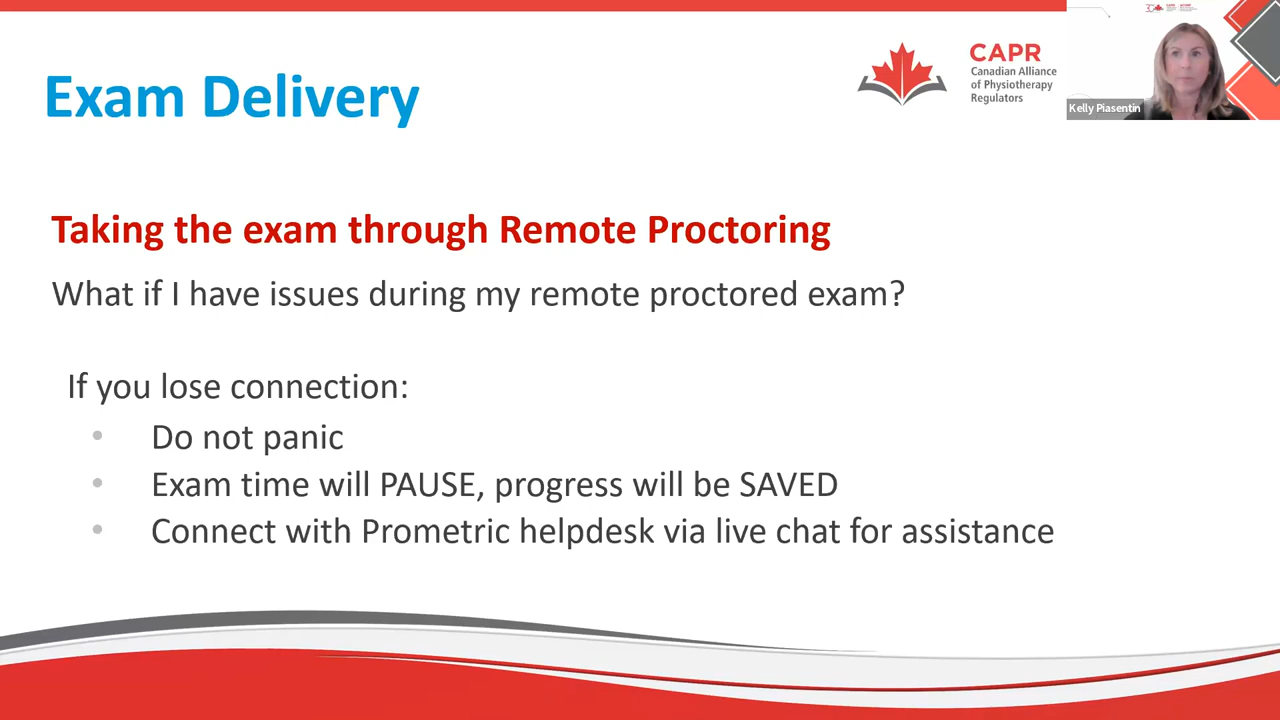 Exam Delivery
CAPR
Canadian Alliance
of Physiotherapy
Regulators
Kelly Piasentin
Taking the exam through Remote Proctoring
What if I have issues during my remote proctored exam?
If you lose connection:
• Do not panic
• Exam time will PAUSE, progress will be SAVED
• Connect with Prometric helpdesk via live chat for assistance